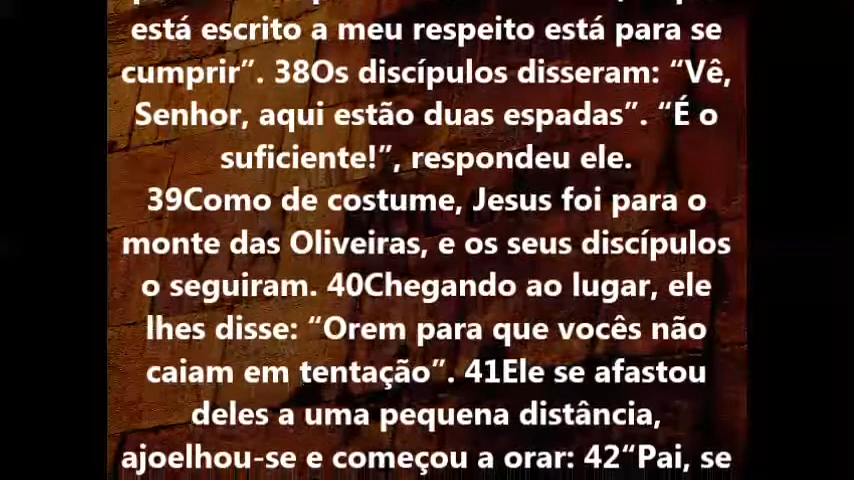 está escrito a meu respeito está para se
cumprir”. 38Os discípulos disseram: “Vê,
Senhor, aqui estão duas espadas”. “É o
suficiente!”, respondeu ele.
39Como de costume, Jesus foi para o
monte das Oliveiras, e os seus discípulos
o seguiram. 40Chegando ao lugar, ele
lhes disse: “Orem para que vocês não
caiam em tentação”. 41Ele se afastou
deles a uma pequena distância,
ajoelhou-se e começou a orar: 42“Pai, se